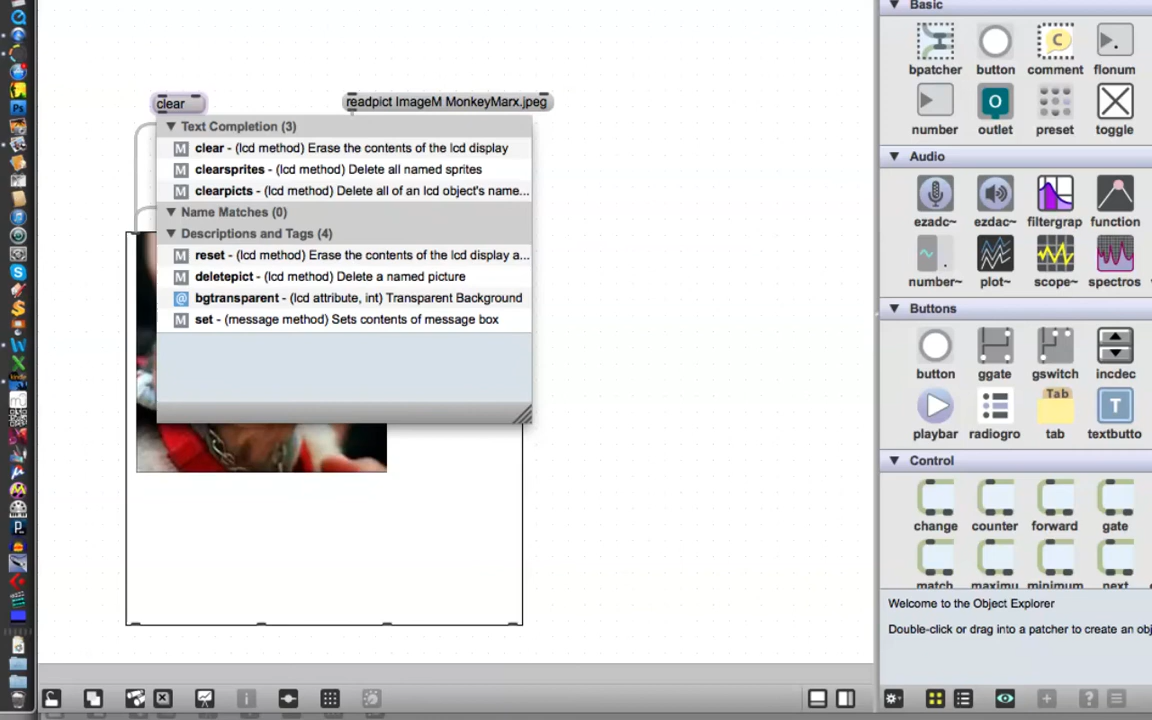 clear
readpict ImageM MonkeyMarx.jpeg
Text Completion (3)
clear - (lcd method) Erase the contents of the lcd display
clearsprites - (lcd method) Delete all named sprites
clearpicts - (lcd method) Delete all of an lcd object's name...
Name Matches (0)
Descriptions and Tags (4)
reset - (lcd method) Erase the contents of the lcd display a...
deletepict - (lcd method) Delete a named picture
bgtransparent - (lcd attribute, int) Transparent Background
set - (message method) Sets contents of message box
Basic
bpatcher button comment flonum
number outlet preset toggle
Audio
ezadc~ ezdac~ filtergrap function
number~ plot~ scope~ spectros
Buttons
button ggate gswitch incdec
Tab
playbar radiogro tab textbutto
Control
change counter forward gate
match maximu minimum next
Welcome to the Object Explorer
Double-click or drag into a patcher to create an obj